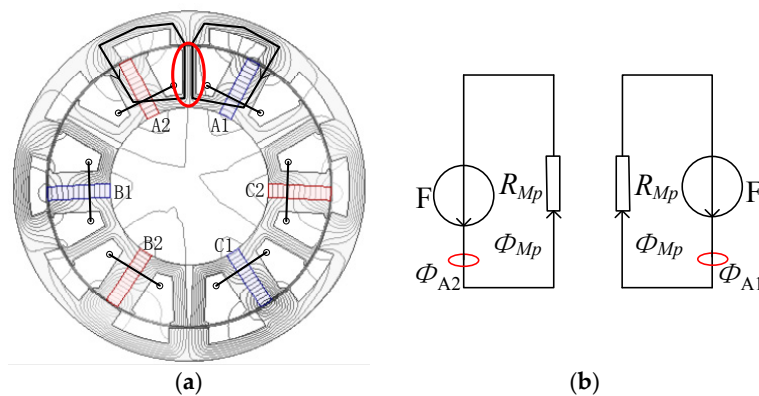 A2 A1
B1 C2
B2 C1
F R_Mp R_Mp F
Φ_Mp Φ_Mp
Φ_A2 Φ_A1
(a) (b)